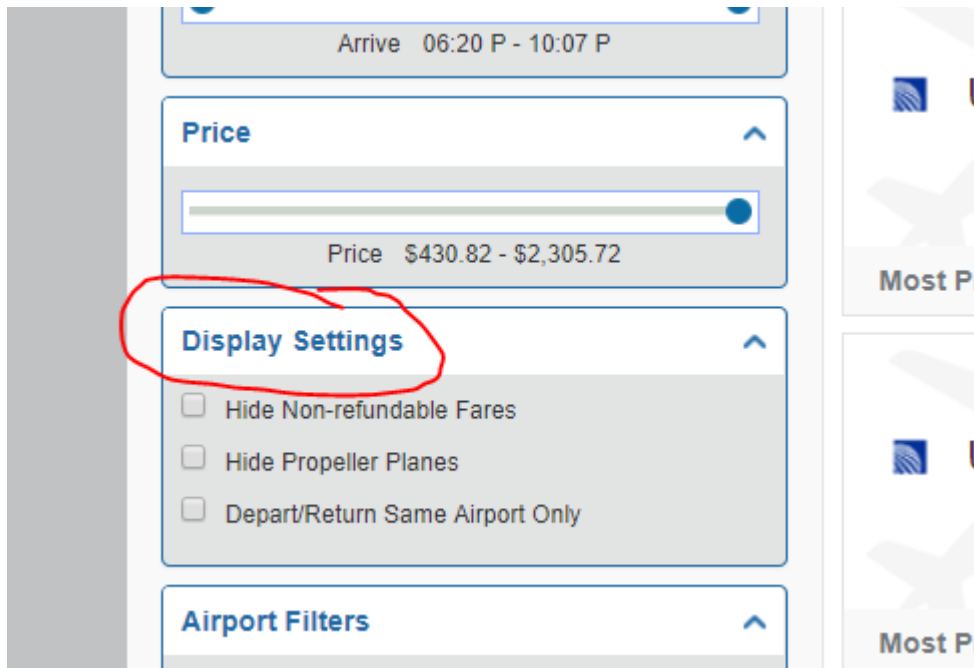 Arrive 06:20 P - 10:07 P
Price
Price $430.82 - $2,305.72
Most P
Display Settings
Hide Non-refundable Fares
Hide Propeller Planes
Depart/Return Same Airport Only
Airport Filters
Most P